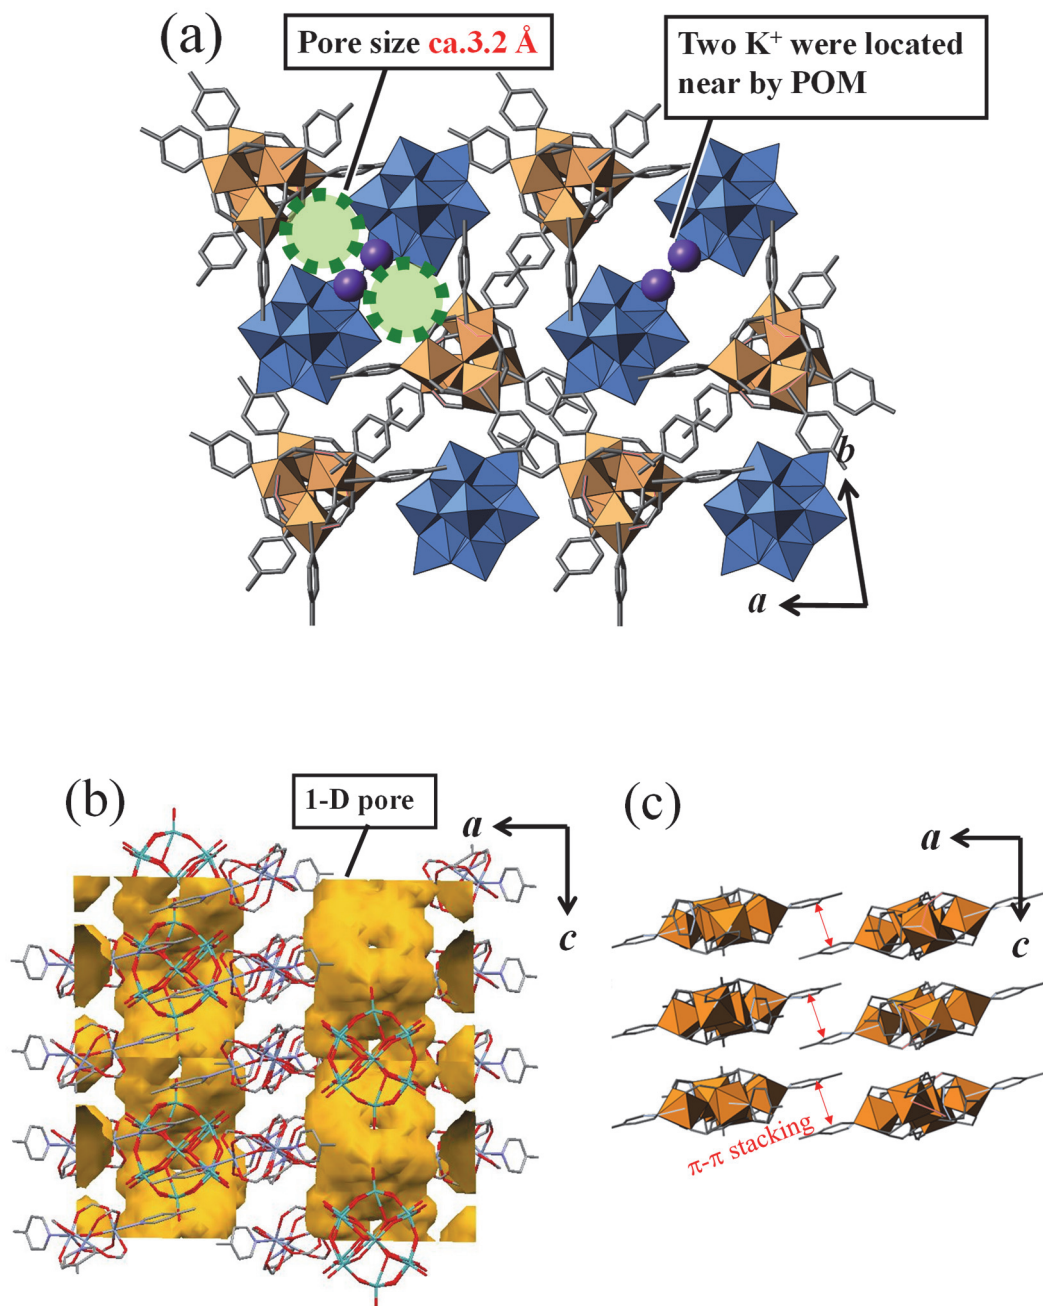 (a)
Pore size ca.3.2 Å
Two K⁺ were located
near by POM
b
a
(b)
1-D pore
a
c
(c)
a
c
π-π stacking